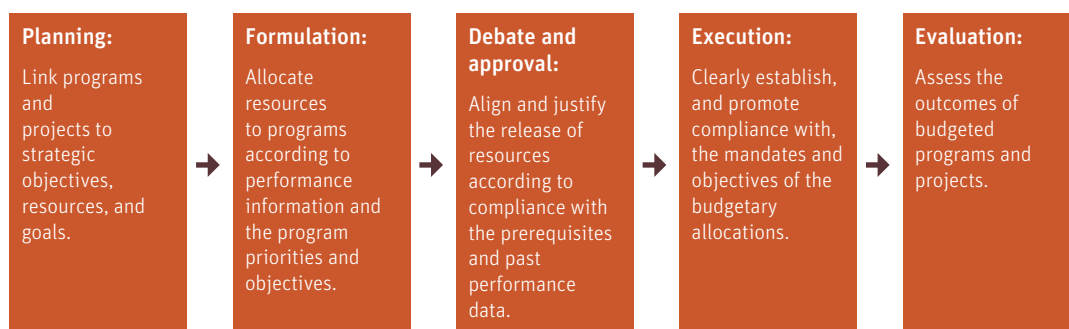 Planning:
Link programs
and
projects to
strategic
objectives,
resources, and
goals.
Formulation:
Allocate
resources
to programs
according to
performance
information and
the program
priorities and
objectives.
Debate and
approval:
Align and justify
the release of
resources
according to
compliance with
the prerequisites
and past
performance
data.
Execution:
Clearly establish,
and promote
compliance with,
the mandates and
objectives of the
budgetary
allocations.
Evaluation:
Assess the
outcomes of
budgeted
programs and
projects.